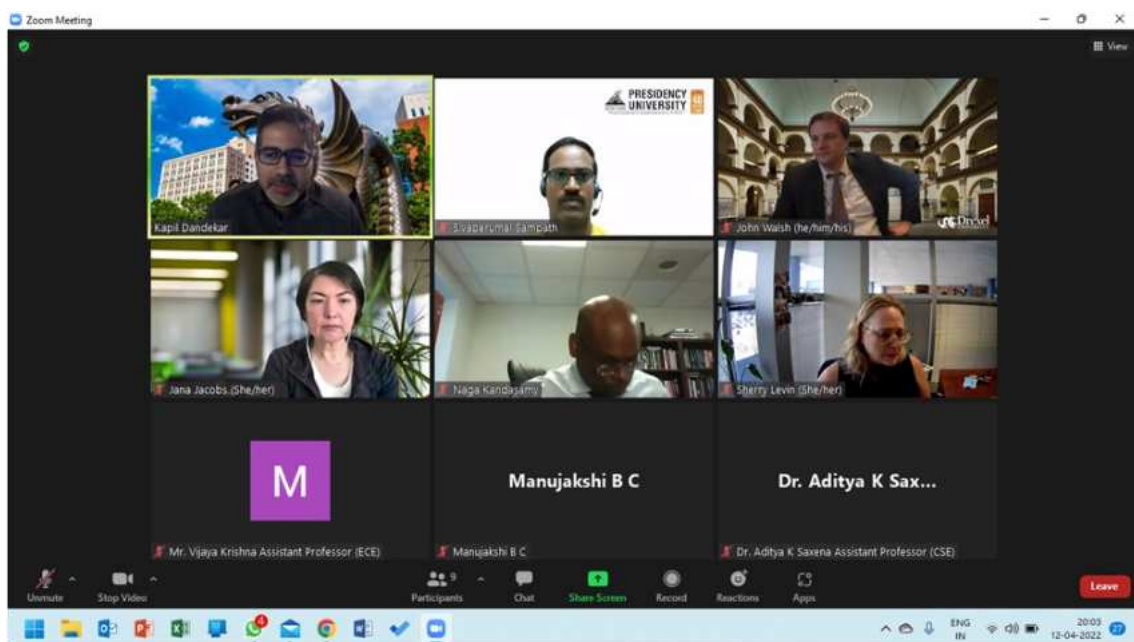 Zoom Meeting
View
PRESIDENCY
UNIVERSITY
Kapil Dandekar
Sivaperumal Sampath
John Walsh (he/him/his)
Drexel
Jana Jacobs (She/her)
Naga Kandasamy
Sherry Levin (She/her)
M
Manujakshi B C
Dr. Aditya K Sax...
Mr. Vijaya Krishna Assistant Professor (ECE)
Manujakshi B C
Dr. Aditya K Saxena Assistant Professor (CSE)
Unmute
Stop Video
Participants
9
Chat
Share Screen
Record
Reactions
Apps
Leave
4
ENG
IN
20:03
12-04-2022
27